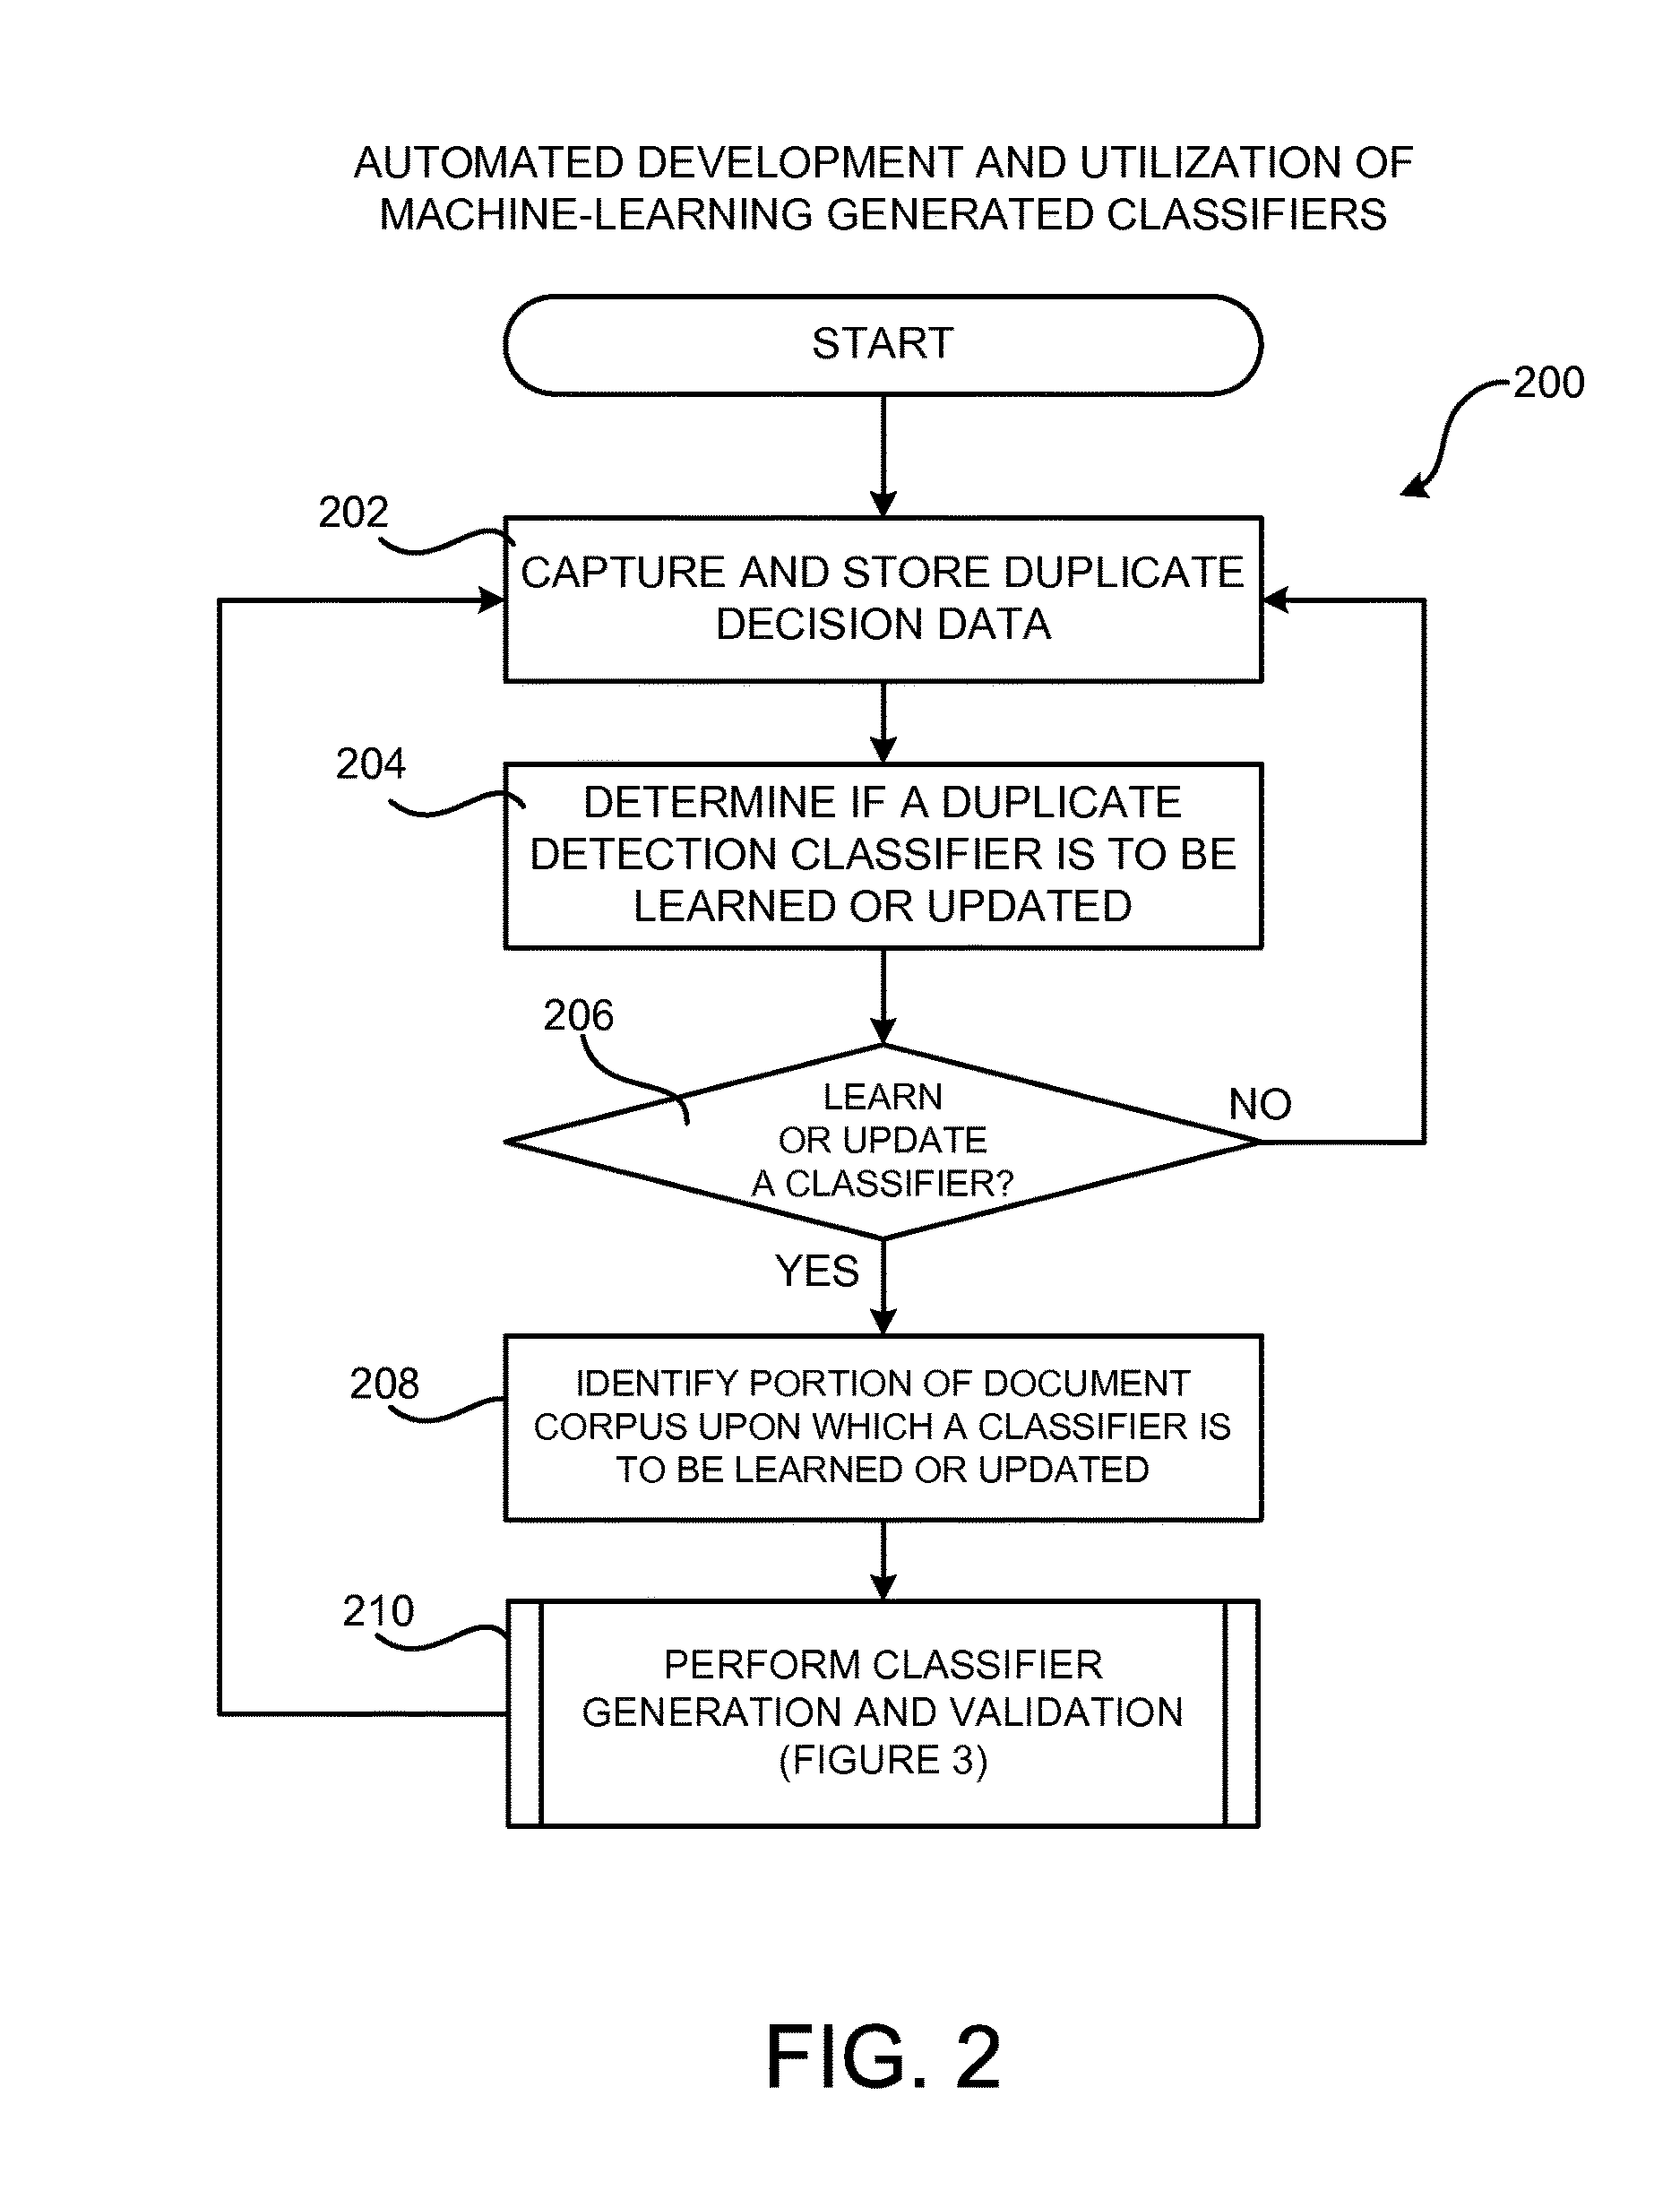 AUTOMATED DEVELOPMENT AND UTILIZATION OF
MACHINE-LEARNING GENERATED CLASSIFIERS
START
200
202
CAPTURE AND STORE DUPLICATE
DECISION DATA
204
DETERMINE IF A DUPLICATE
DETECTION CLASSIFIER IS TO BE
LEARNED OR UPDATED
206
LEARN
OR UPDATE
A CLASSIFIER?
NO
YES
208
IDENTIFY PORTION OF DOCUMENT
CORPUS UPON WHICH A CLASSIFIER IS
TO BE LEARNED OR UPDATED
210
PERFORM CLASSIFIER
GENERATION AND VALIDATION
(FIGURE 3)
FIG. 2